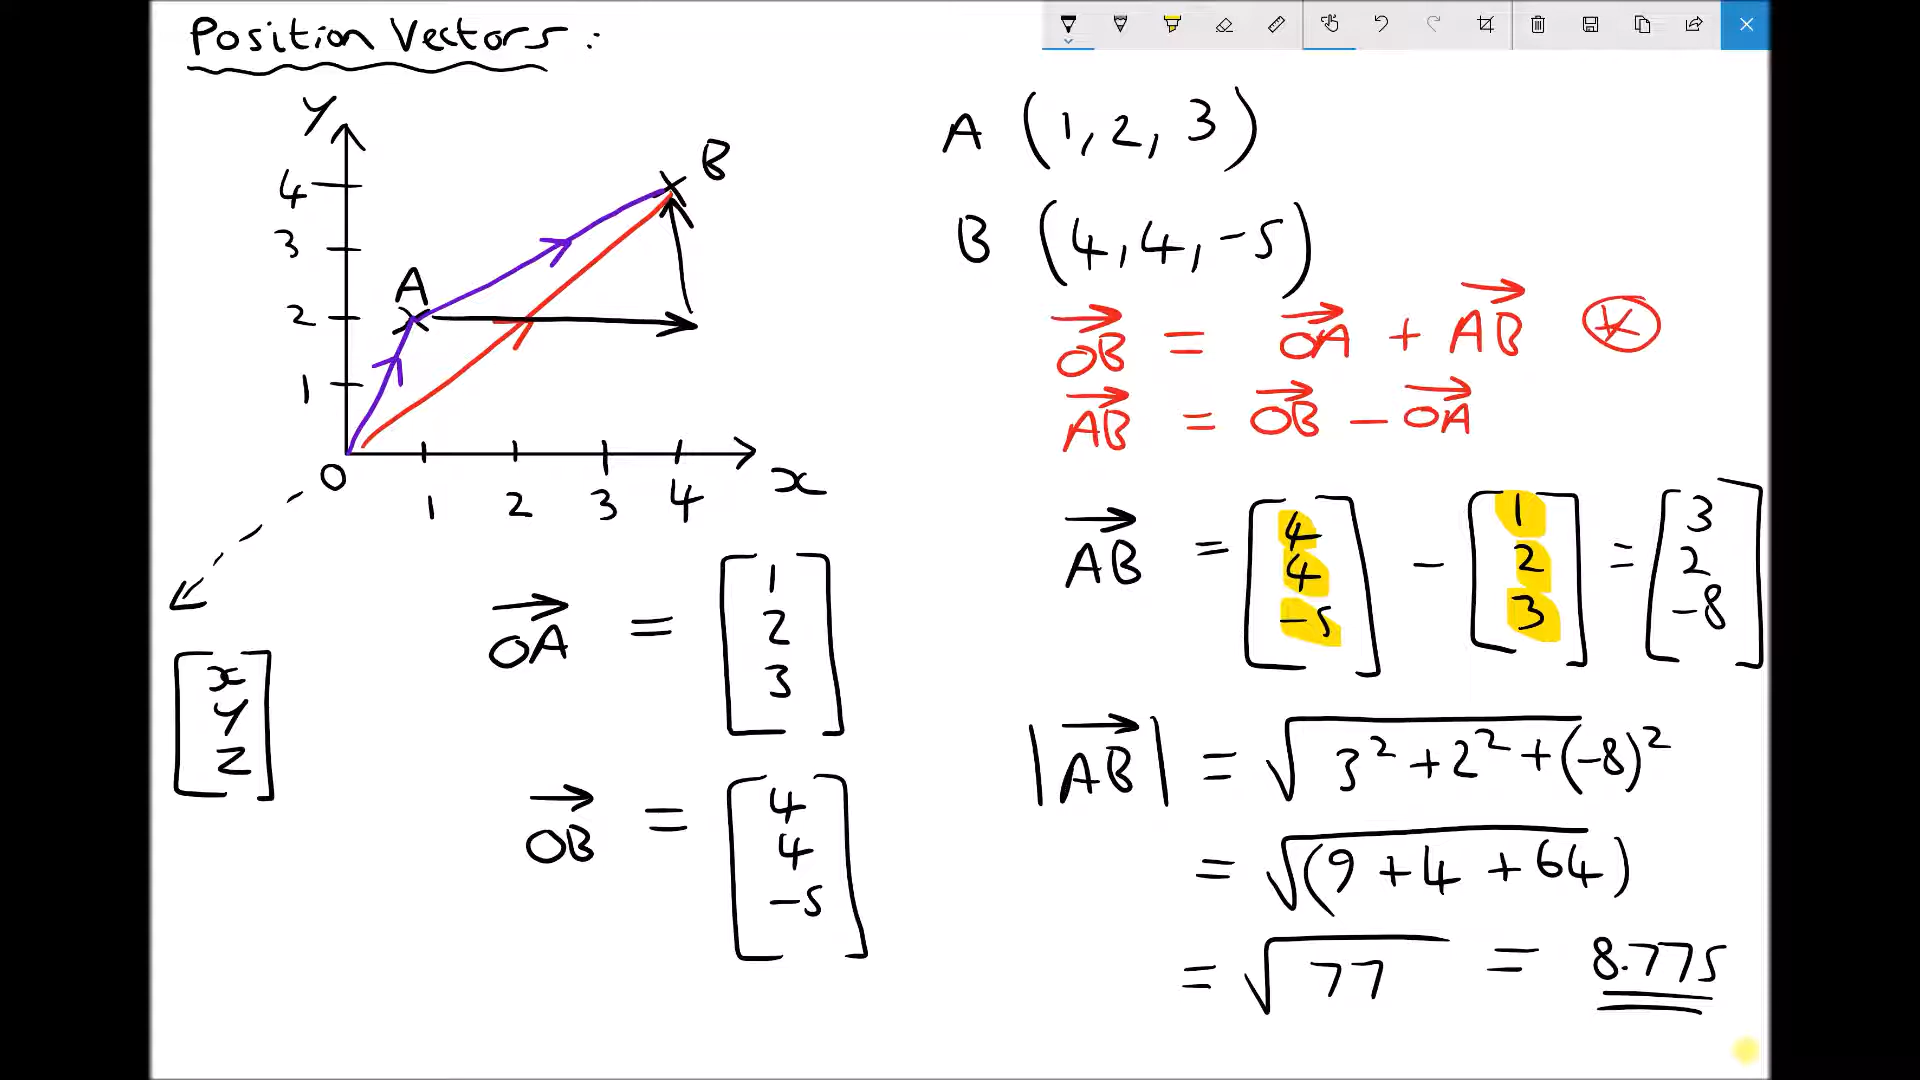 Position Vectors :
y
4
3
2
1
A
B
O
1 2 3 4
x
[x
y
z]
→OA = [1
2
3]
→OB = [4
4
-5]
A (1, 2, 3)
B (4, 4, -5)
→OB = →OA + →AB ⊛
→AB = →OB - →OA
→AB = [4 4 -5] - [1 2 3] = [3 2 -8]
|→AB| = √3² + 2² + (-8)²
= √(9 + 4 + 64)
= √77 = 8.775